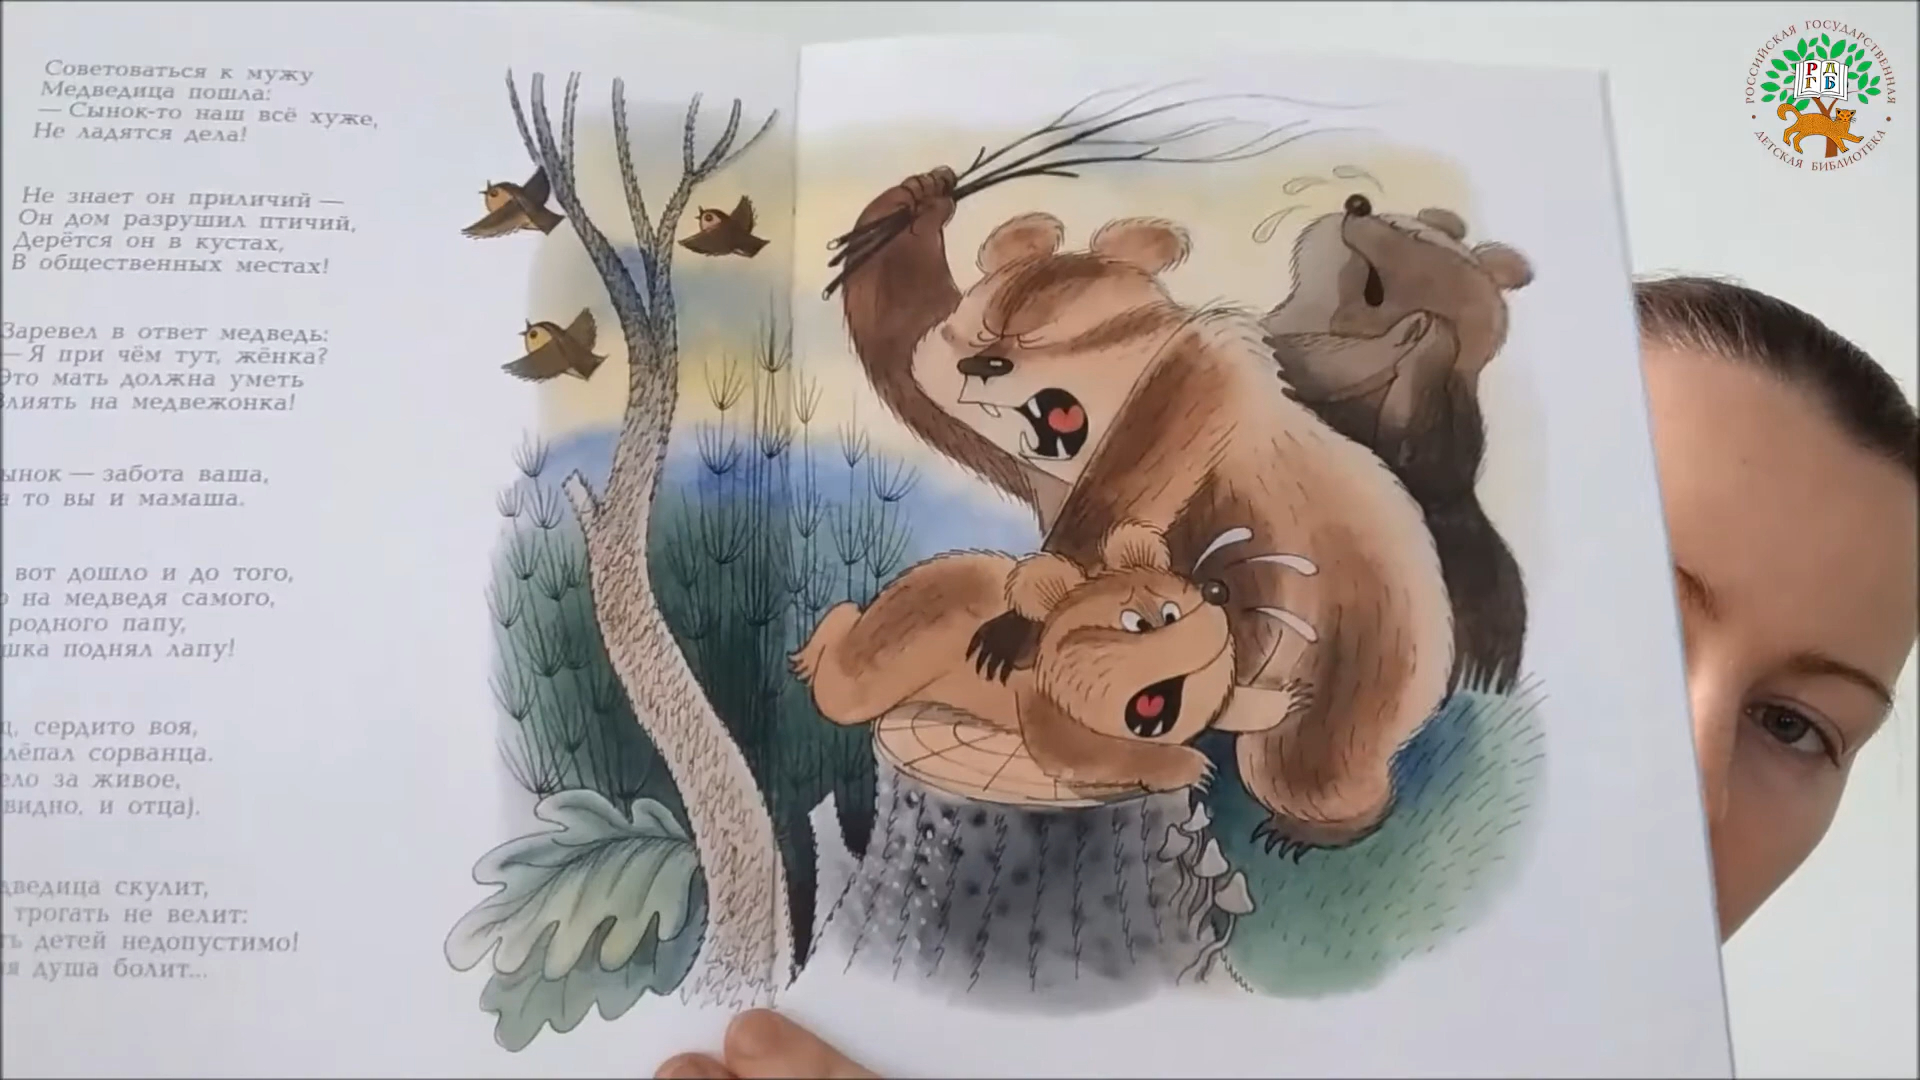 Советоваться к мужу
Медведица пошла:
— Сынок-то наш всё хуже,
Не ладятся дела!
Не знает он приличий —
Он дом разрушил птичий,
Дерётся он в кустах,
В общественных местах!
Заревел в ответ медведь:
— Я при чём тут, жёнка?
Это мать должна уметь
Влиять на медвежонка!
ынок — забота ваша,
а то вы и мамаша.
вот дошло и до того,
о на медведя самого,
родного папу,
шка поднял лапу!
ц, сердито воя,
лёпал сорванца.
ело за живое,
видно, и отца).
дведица скулит,
трогать не велит:
ть детей недопустимо!
я душа болит...
РОССИЙСКАЯ ГОСУДАРСТВЕННАЯ
РГДБ
ДЕТСКАЯ БИБЛИОТЕКА